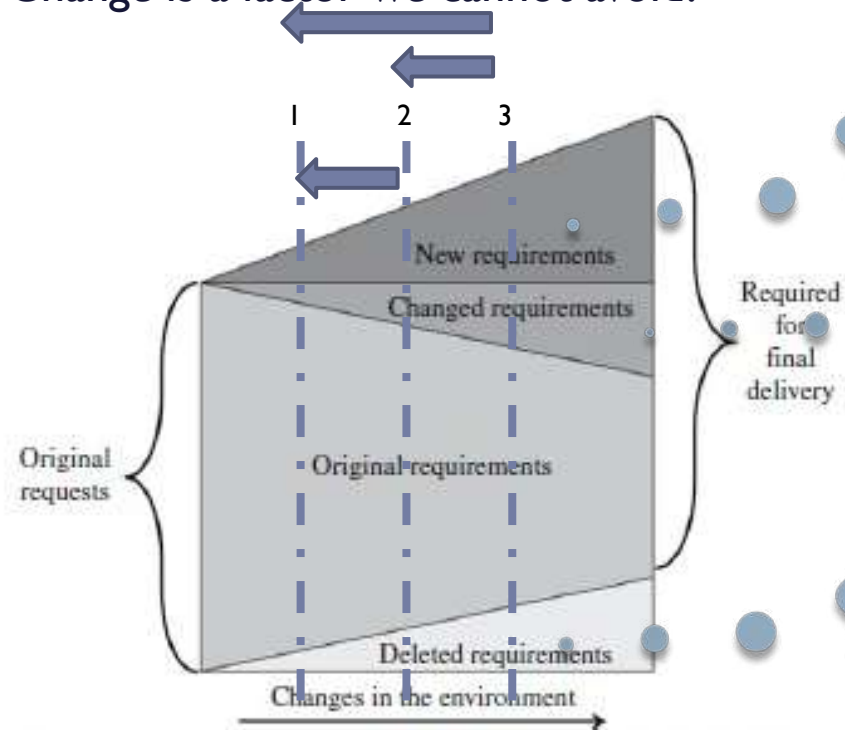 1 2 3
New requirements
Changed requirements
Required
for
final
delivery
Original
requests
Original requirements
Deleted requirements
Changes in the environment